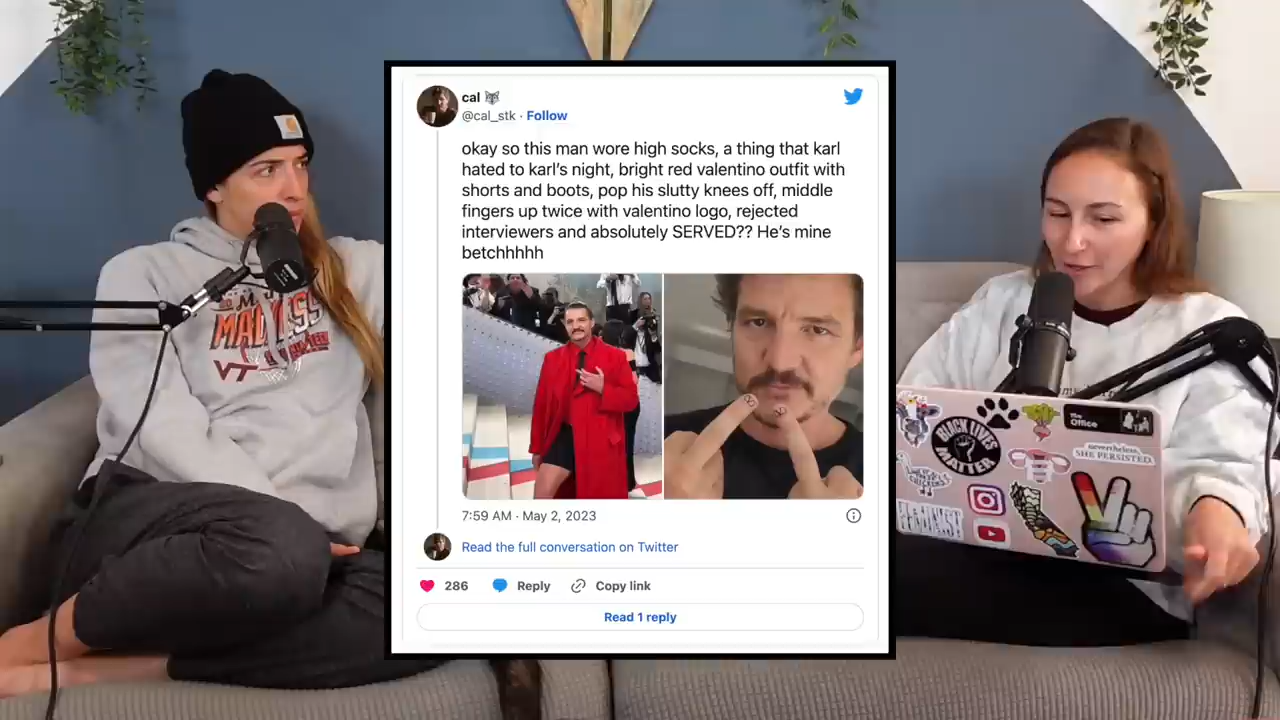 cal
@cal_stk · Follow
okay so this man wore high socks, a thing that karl
hated to karl's night, bright red valentino outfit with
shorts and boots, pop his slutty knees off, middle
fingers up twice with valentino logo, rejected
interviewers and absolutely SERVED?? He's mine
betchhhhh
7:59 AM · May 2, 2023
Read the full conversation on Twitter
286 Reply Copy link
Read 1 reply
MADNESS
VT
BLACK LIVES
MATTER
The
Office
nevertheless,
SHE PERSISTED.
FEMINIST